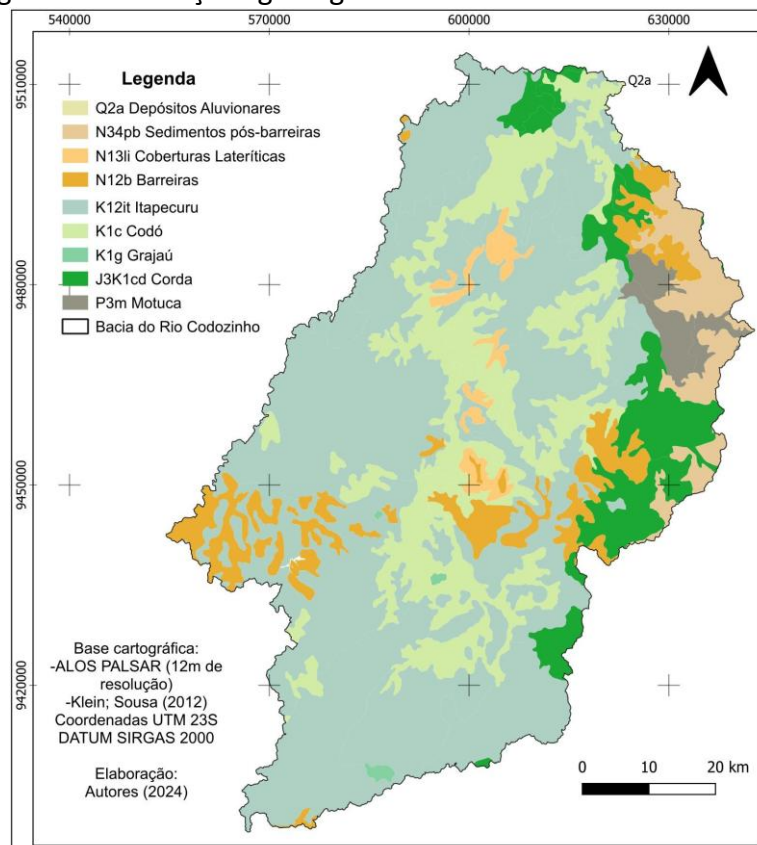 540000
570000
600000
630000
9510000
9480000
9450000
9420000
Q2a
Legenda
Q2a Depósitos Aluvionares
N34pb Sedimentos pós-barreiras
N13li Coberturas Lateríticas
N12b Barreiras
K12it Itapecuru
K1c Codó
K1g Grajaú
J3K1cd Corda
P3m Motuca
Bacia do Rio Codozinho
Base cartográfica:
-ALOS PALSAR (12m de
resolução)
-Klein; Sousa (2012)
Coordenadas UTM 23S
DATUM SIRGAS 2000
Elaboração:
Autores (2024)
0 10 20 km